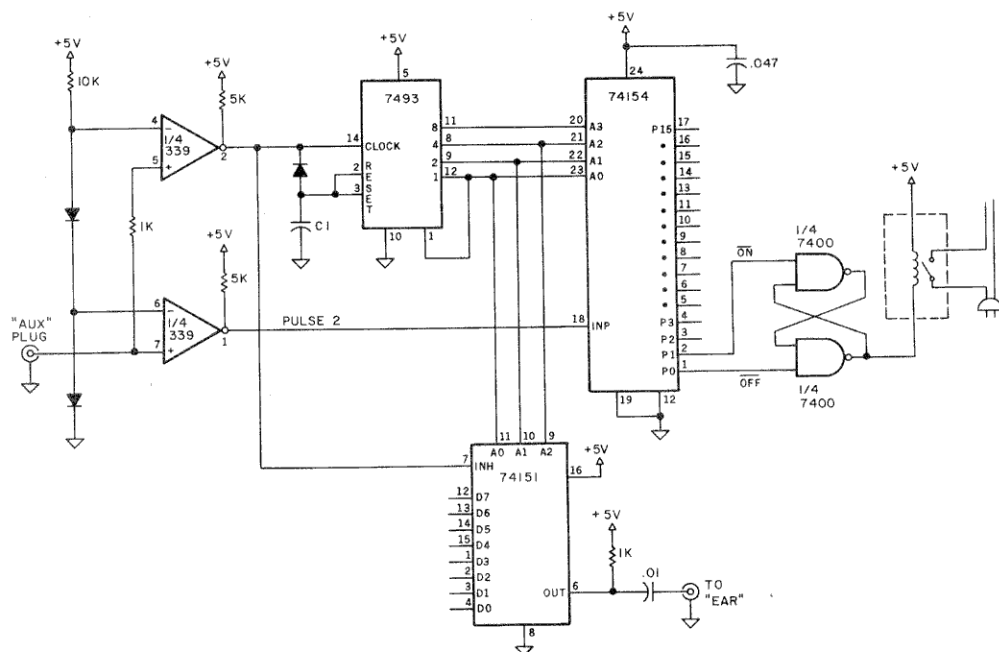 +5V
10K
+5V
5K
4
5
2
1/4
339
1K
+5V
5K
6
7
1
1/4
339
"AUX"
PLUG
PULSE 2
+5V
5
7493
14
CLOCK
2
3
RESET
C1
10
1
8
4
2
1
11
8
9
12
+5V
24
.047
74154
20
21
22
23
A3
A2
A1
A0
18
INP
19
12
P15
17
16
15
14
13
11
10
9
8
7
6
5
P3
4
P2
3
P1
2
P0
1
ON
OFF
1/4
7400
1/4
7400
+5V
11
10
9
A0
A1
A2
74151
7
INH
16
+5V
12
D7
13
D6
14
D5
15
D4
1
D3
2
D2
3
D1
4
D0
8
OUT
6
+5V
1K
.01
TO
"EAR"